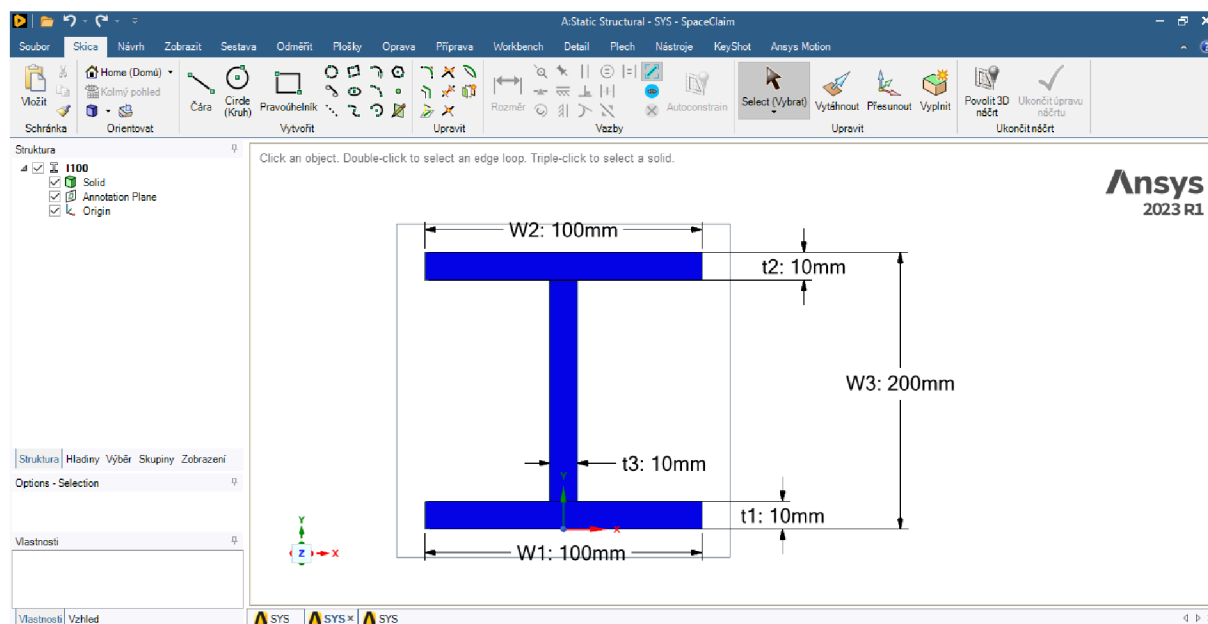 A:Static Structural - SYS - SpaceClaim
Soubor Skica Návrh Zobrazit Sestava Odměřit Plošky Oprava Příprava Workbench Detail Plech Nástroje KeyShot Ansys Motion
Vložit
Schránka
Home (Domů)
Kolmý pohled
Orientovat
Čára
Circle (Kruh)
Pravoúhelník
Vytvořit
Upravit
Rozměr
Autoconstrain
Vazby
Select (Vybrat)
Vytáhnout
Přesunout
Vyplnit
Upravit
Povolit 3D náčrt
Ukončit úpravu náčrtu
Ukončit náčrt
Struktura
I100
Solid
Annotation Plane
Origin
Struktura Hladiny Výběr Skupiny Zobrazení
Options - Selection
Vlastnosti
Vlastnosti Vzhled
Click an object. Double-click to select an edge loop. Triple-click to select a solid.
Ansys
2023 R1
W2: 100mm
t2: 10mm
W3: 200mm
t3: 10mm
Y
X
t1: 10mm
W1: 100mm
Y
Z X
SYS SYS SYS